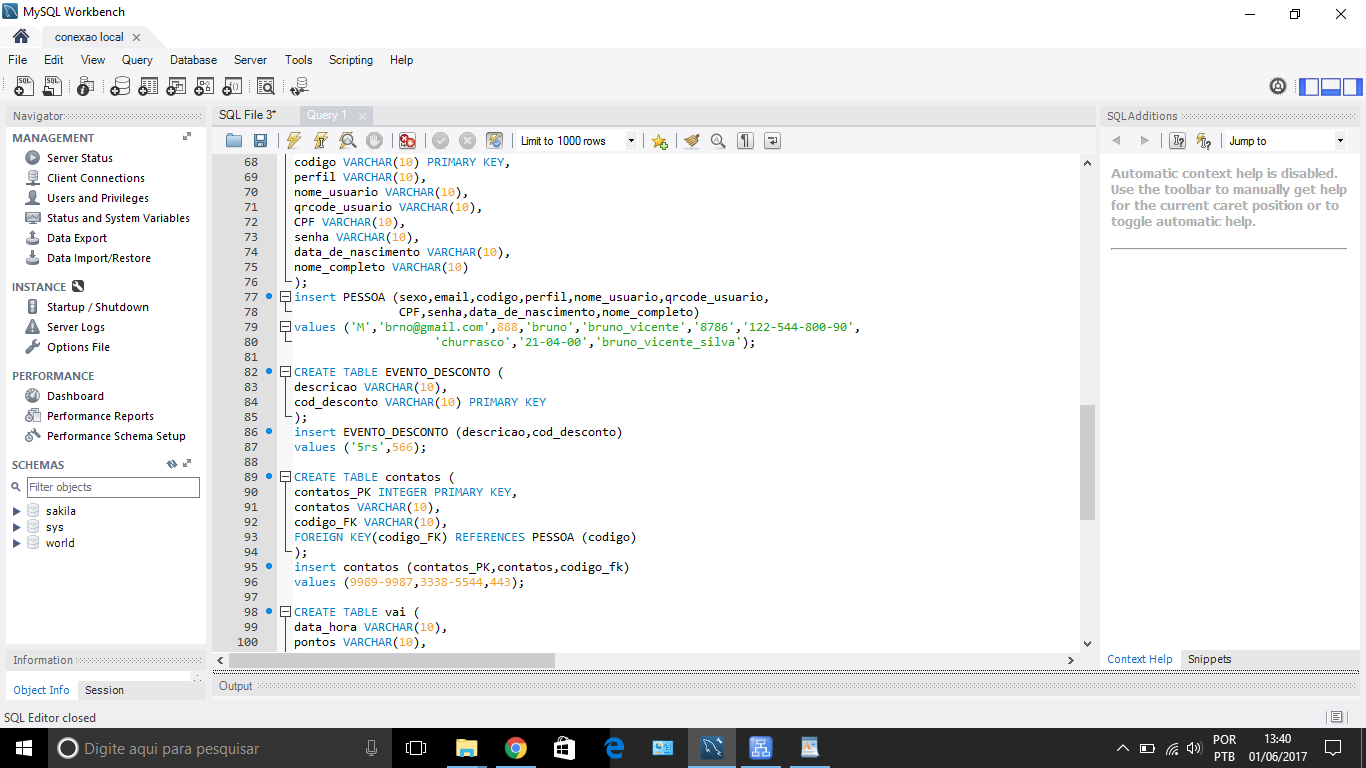 MySQL Workbench
conexao local
File Edit View Query Database Server Tools Scripting Help
Navigator
MANAGEMENT
Server Status
Client Connections
Users and Privileges
Status and System Variables
Data Export
Data Import/Restore
INSTANCE
Startup / Shutdown
Server Logs
Options File
PERFORMANCE
Dashboard
Performance Reports
Performance Schema Setup
SCHEMAS
Filter objects
sakila
sys
world
Information
Object Info Session
SQL File 3* Query 1
Limit to 1000 rows
68 codigo VARCHAR(10) PRIMARY KEY,
69 perfil VARCHAR(10),
70 nome_usuario VARCHAR(10),
71 qrcode_usuario VARCHAR(10),
72 CPF VARCHAR(10),
73 senha VARCHAR(10),
74 data_de_nascimento VARCHAR(10),
75 nome_completo VARCHAR(10)
76 );
77 insert PESSOA (sexo,email,codigo,perfil,nome_usuario,qrcode_usuario,
78 CPF,senha,data_de_nascimento,nome_completo)
79 values ('M','brno@gmail.com',888,'bruno','bruno_vicente','8786','122-544-800-90',
80 'churrasco','21-04-00','bruno_vicente_silva');
81
82 CREATE TABLE EVENTO_DESCONTO (
83 descricao VARCHAR(10),
84 cod_desconto VARCHAR(10) PRIMARY KEY
85 );
86 insert EVENTO_DESCONTO (descricao,cod_desconto)
87 values ('5rs',566);
88
89 CREATE TABLE contatos (
90 contatos_PK INTEGER PRIMARY KEY,
91 contatos VARCHAR(10),
92 codigo_FK VARCHAR(10),
93 FOREIGN KEY(codigo_FK) REFERENCES PESSOA (codigo)
94 );
95 insert contatos (contatos_PK,contatos,codigo_fk)
96 values (9989-9987,3338-5544,443);
97
98 CREATE TABLE vai (
99 data_hora VARCHAR(10),
100 pontos VARCHAR(10),
Output
SQLAdditions
Jump to
Automatic context help is disabled.
Use the toolbar to manually get help
for the current caret position or to
toggle automatic help.
Context Help Snippets
SQL Editor closed
Digite aqui para pesquisar
POR
PTB
13:40
01/06/2017